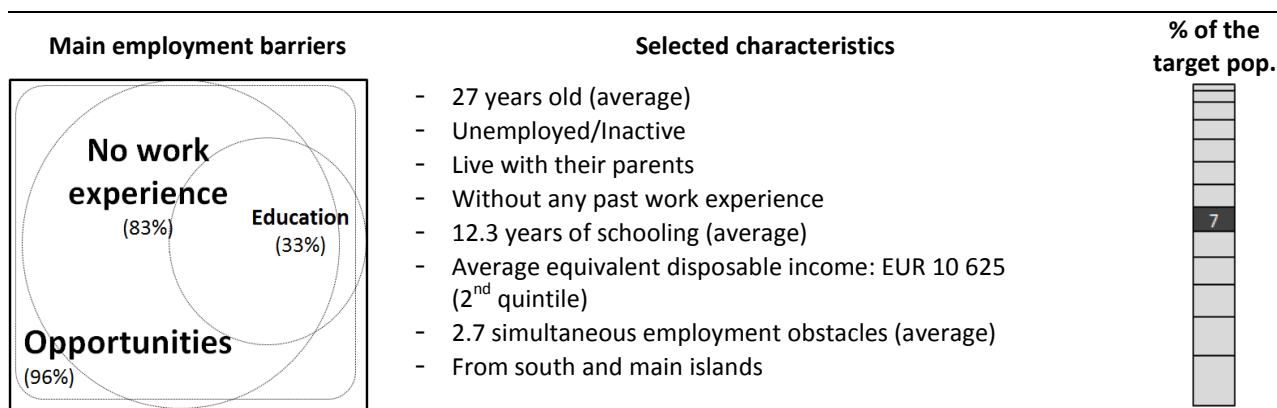 Main employment barriers
Selected characteristics
% of the
target pop.
No work
experience
(83%)
Education
(33%)
Opportunities
(96%)
- 27 years old (average)
- Unemployed/Inactive
- Live with their parents
- Without any past work experience
- 12.3 years of schooling (average)
- Average equivalent disposable income: EUR 10 625
(2nd quintile)
- 2.7 simultaneous employment obstacles (average)
- From south and main islands
7